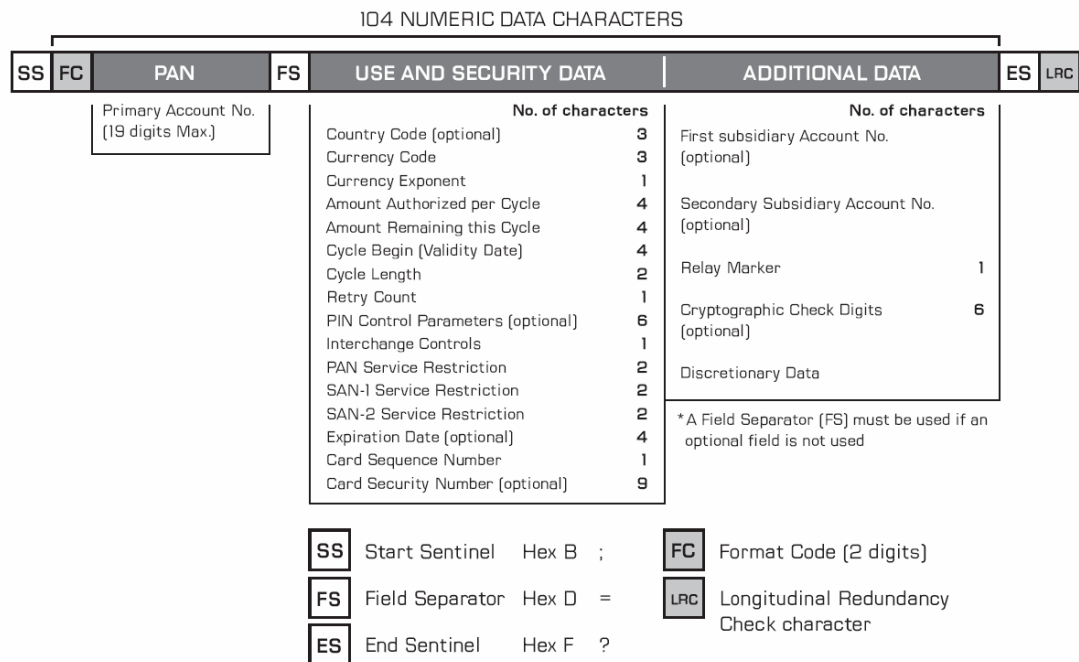 104 NUMERIC DATA CHARACTERS
SS FC PAN FS USE AND SECURITY DATA ADDITIONAL DATA ES LRC
Primary Account No.
(19 digits Max.)
No. of characters
Country Code (optional) 3
Currency Code 3
Currency Exponent 1
Amount Authorized per Cycle 4
Amount Remaining this Cycle 4
Cycle Begin (Validity Date) 4
Cycle Length 2
Retry Count 1
PIN Control Parameters (optional) 6
Interchange Controls 1
PAN Service Restriction 2
SAN-1 Service Restriction 2
SAN-2 Service Restriction 2
Expiration Date (optional) 4
Card Sequence Number 1
Card Security Number (optional) 9
No. of characters
First subsidiary Account No.
(optional)
Secondary Subsidiary Account No.
(optional)
Relay Marker 1
Cryptographic Check Digits 6
(optional)
Discretionary Data
*A Field Separator (FS) must be used if an
optional field is not used
SS Start Sentinel Hex B ;
FS Field Separator Hex D =
ES End Sentinel Hex F ?
FC Format Code (2 digits)
LRC Longitudinal Redundancy
Check character